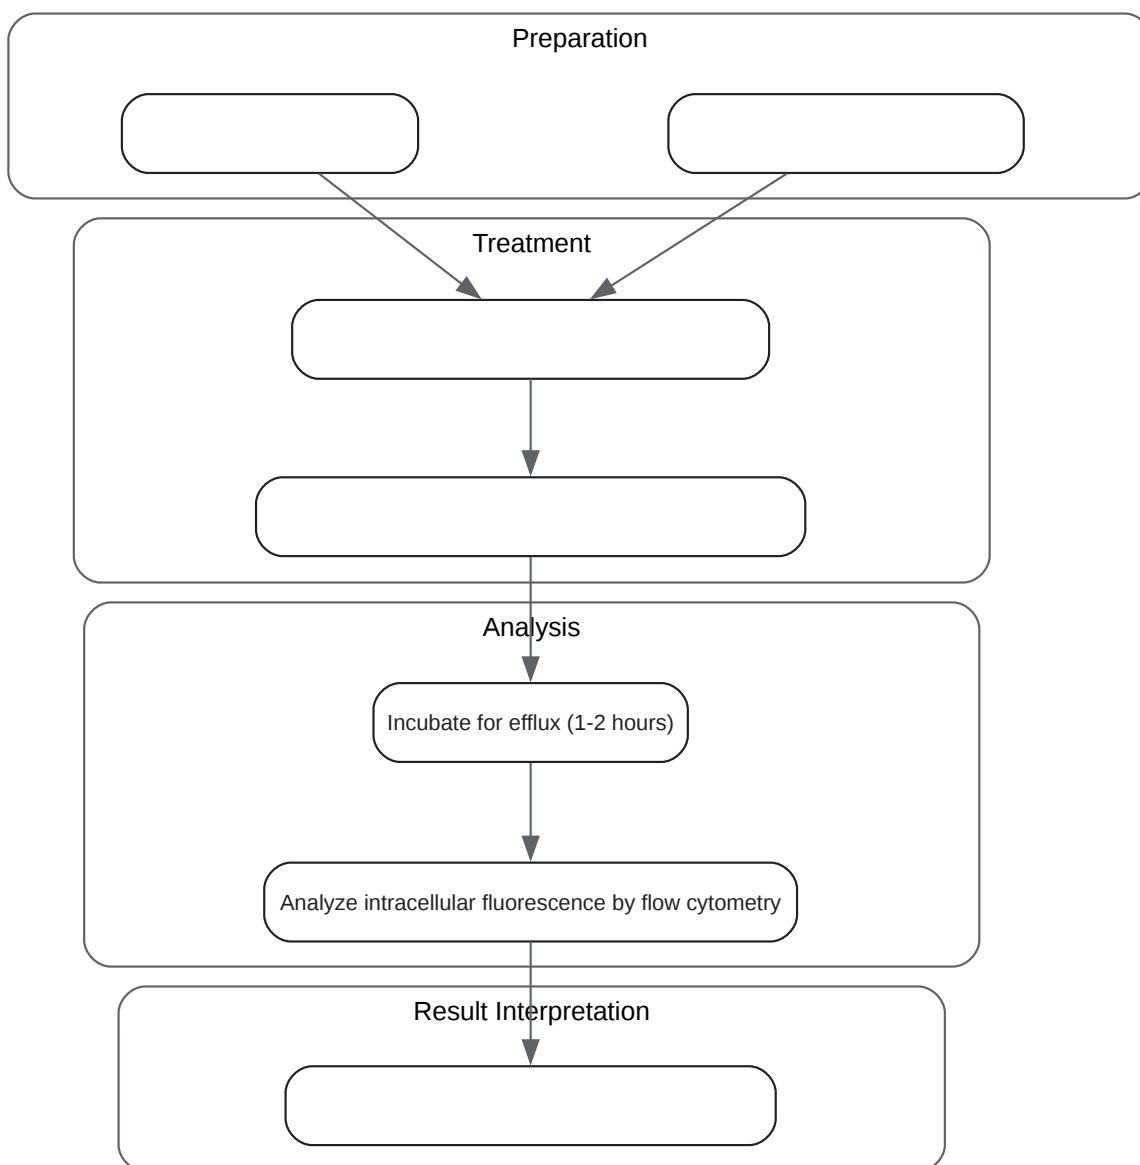 Preparation
Treatment
Analysis
Incubate for efflux (1-2 hours)
Analyze intracellular fluorescence by flow cytometry
Result Interpretation